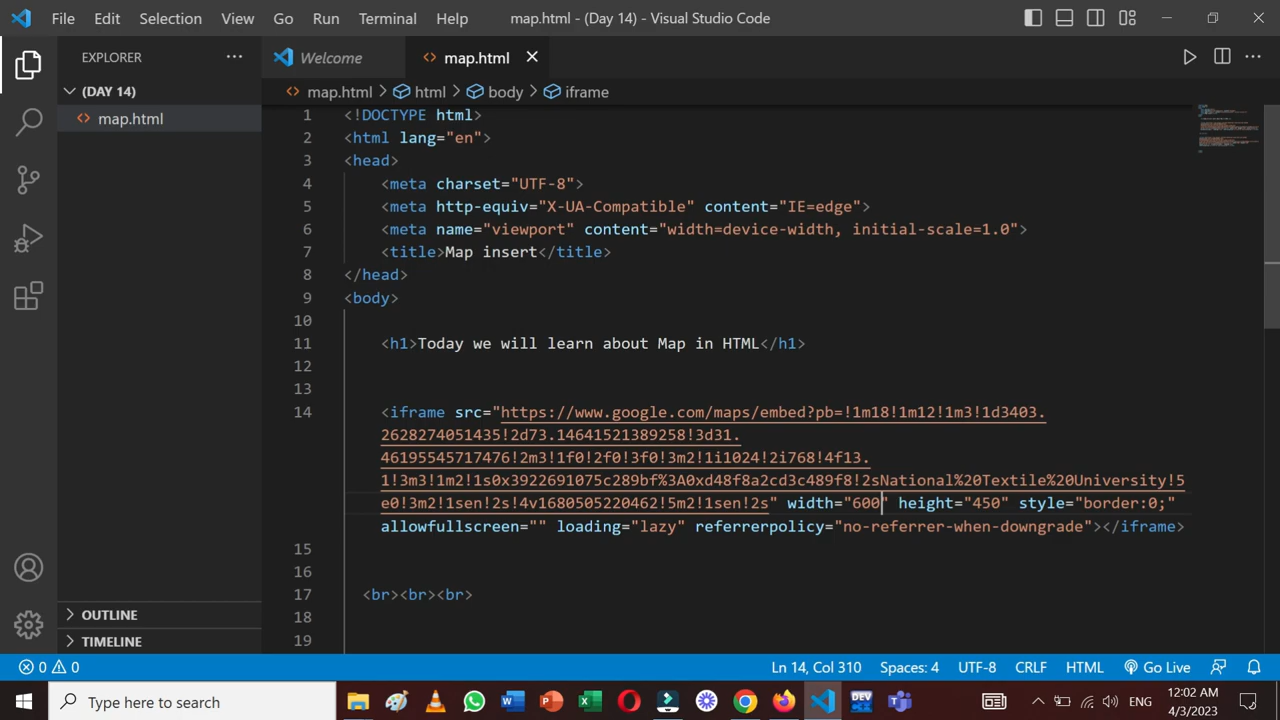 File Edit Selection View Go Run Terminal Help map.html - (Day 14) - Visual Studio Code
EXPLORER
Welcome
map.html
(DAY 14)
map.html
map.html > html > body > iframe
1 <!DOCTYPE html>
2 <html lang="en">
3 <head>
4 <meta charset="UTF-8">
5 <meta http-equiv="X-UA-Compatible" content="IE=edge">
6 <meta name="viewport" content="width=device-width, initial-scale=1.0">
7 <title>Map insert</title>
8 </head>
9 <body>
10
11 <h1>Today we will learn about Map in HTML</h1>
12
13
14 <iframe src="https://www.google.com/maps/embed?pb=!1m18!1m12!1m3!1d3403.
2628274051435!2d73.14641521389258!3d31.
46195545717476!2m3!1f0!2f0!3f0!3m2!1i1024!2i768!4f13.
1!3m3!1m2!1s0x3922691075c289bf%3A0xd48f8a2cd3c489f8!2sNational%20Textile%20University!5
e0!3m2!1sen!2s!4v1680505220462!5m2!1sen!2s" width="600" height="450" style="border:0;"
allowfullscreen="" loading="lazy" referrerpolicy="no-referrer-when-downgrade"></iframe>
15
16
17 <br><br><br>
18
19
OUTLINE
TIMELINE
0 0 Ln 14, Col 310 Spaces: 4 UTF-8 CRLF HTML Go Live
Type here to search
DEV
ENG
12:02 AM
4/3/2023